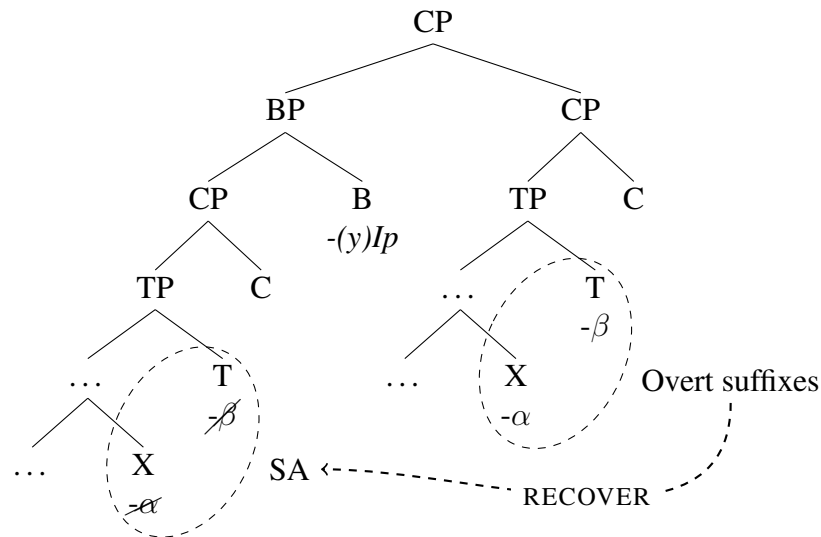 CP
BP CP
CP B TP C
-(y)Ip
TP C … T
-β
… T … X Overt suffixes
-β -α
… X SA RECOVER
-α